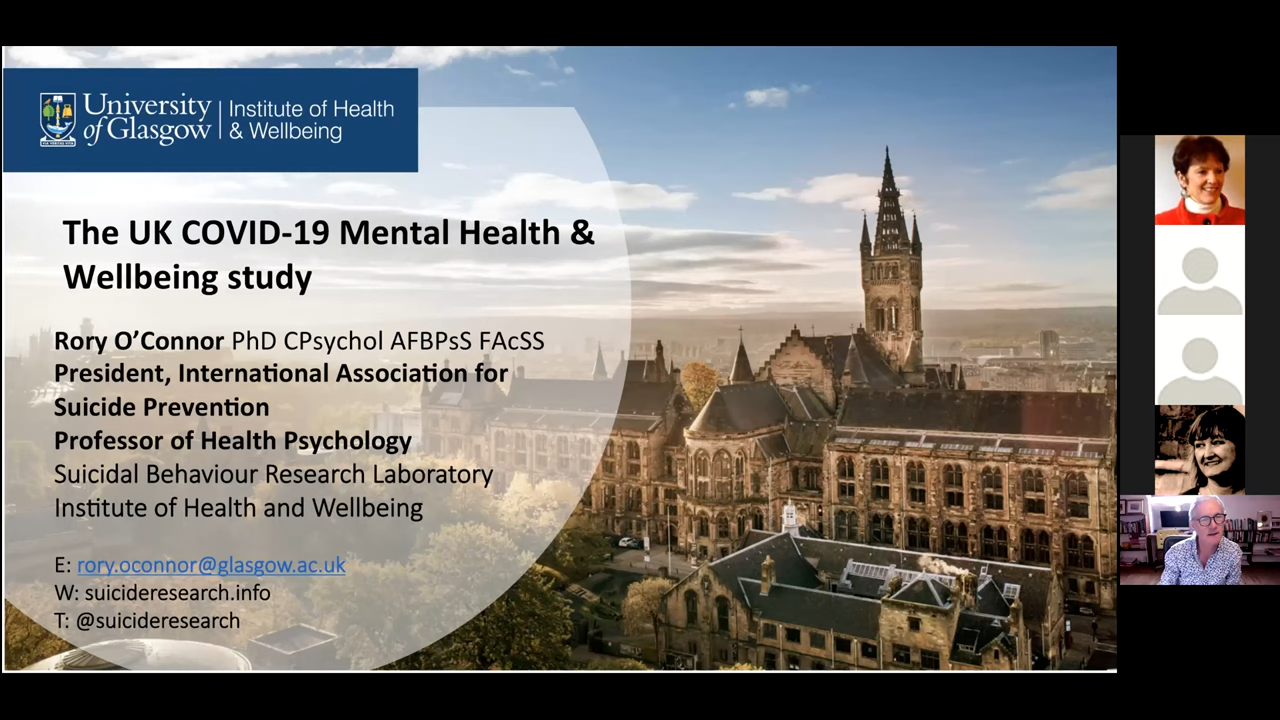 University
of Glasgow
Institute of Health
& Wellbeing
The UK COVID-19 Mental Health &
Wellbeing study
Rory O’Connor PhD CPsychol AFBPsS FAcSS
President, International Association for
Suicide Prevention
Professor of Health Psychology
Suicidal Behaviour Research Laboratory
Institute of Health and Wellbeing
E: rory.oconnor@glasgow.ac.uk
W: suicideresearch.info
T: @suicideresearch